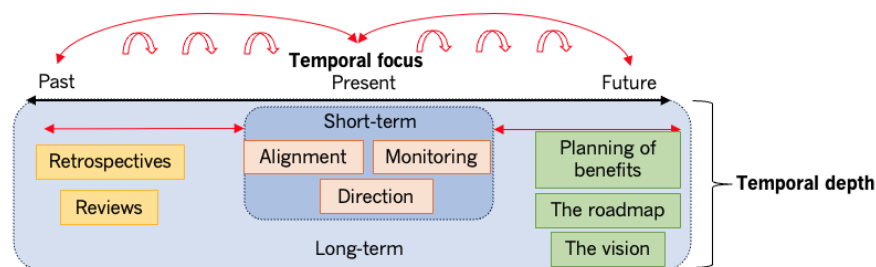 Temporal focus
Past
Present
Future
Short-term
Retrospectives
Alignment
Monitoring
Planning of
benefits
Reviews
Direction
The roadmap
Temporal depth
Long-term
The vision